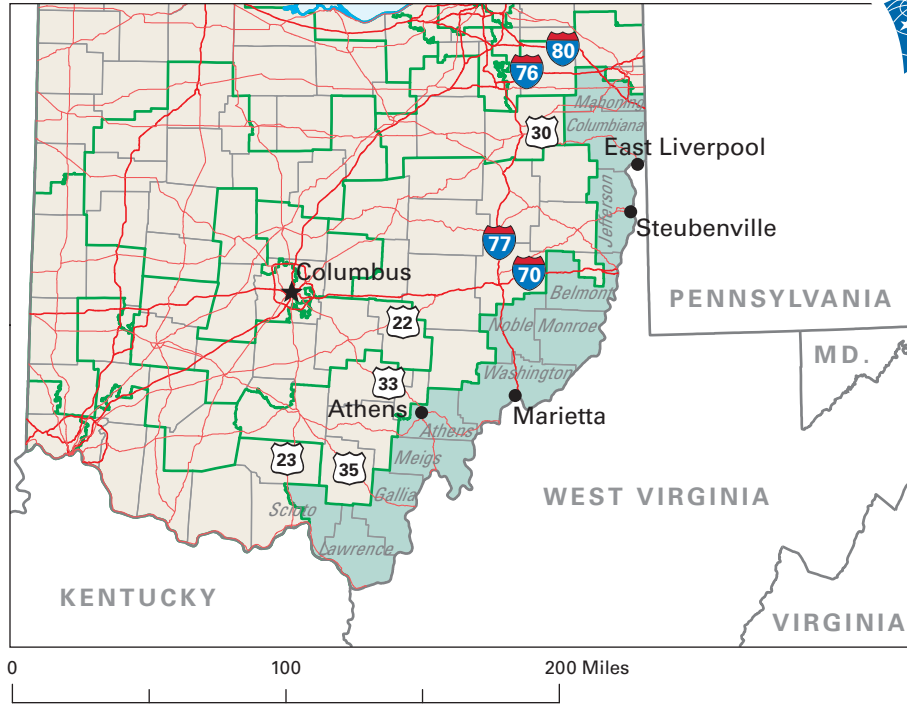 80
76
Mahoning
30
Columbiana
East Liverpool
Jefferson
Steubenville
77
Columbus
70
Belmont
PENNSYLVANIA
22
Noble
Monroe
MD.
33
Washington
Athens
Marietta
Athens
23
35
Meigs
WEST VIRGINIA
Gallia
Scioto
Lawrence
KENTUCKY
VIRGINIA
0
100
200 Miles